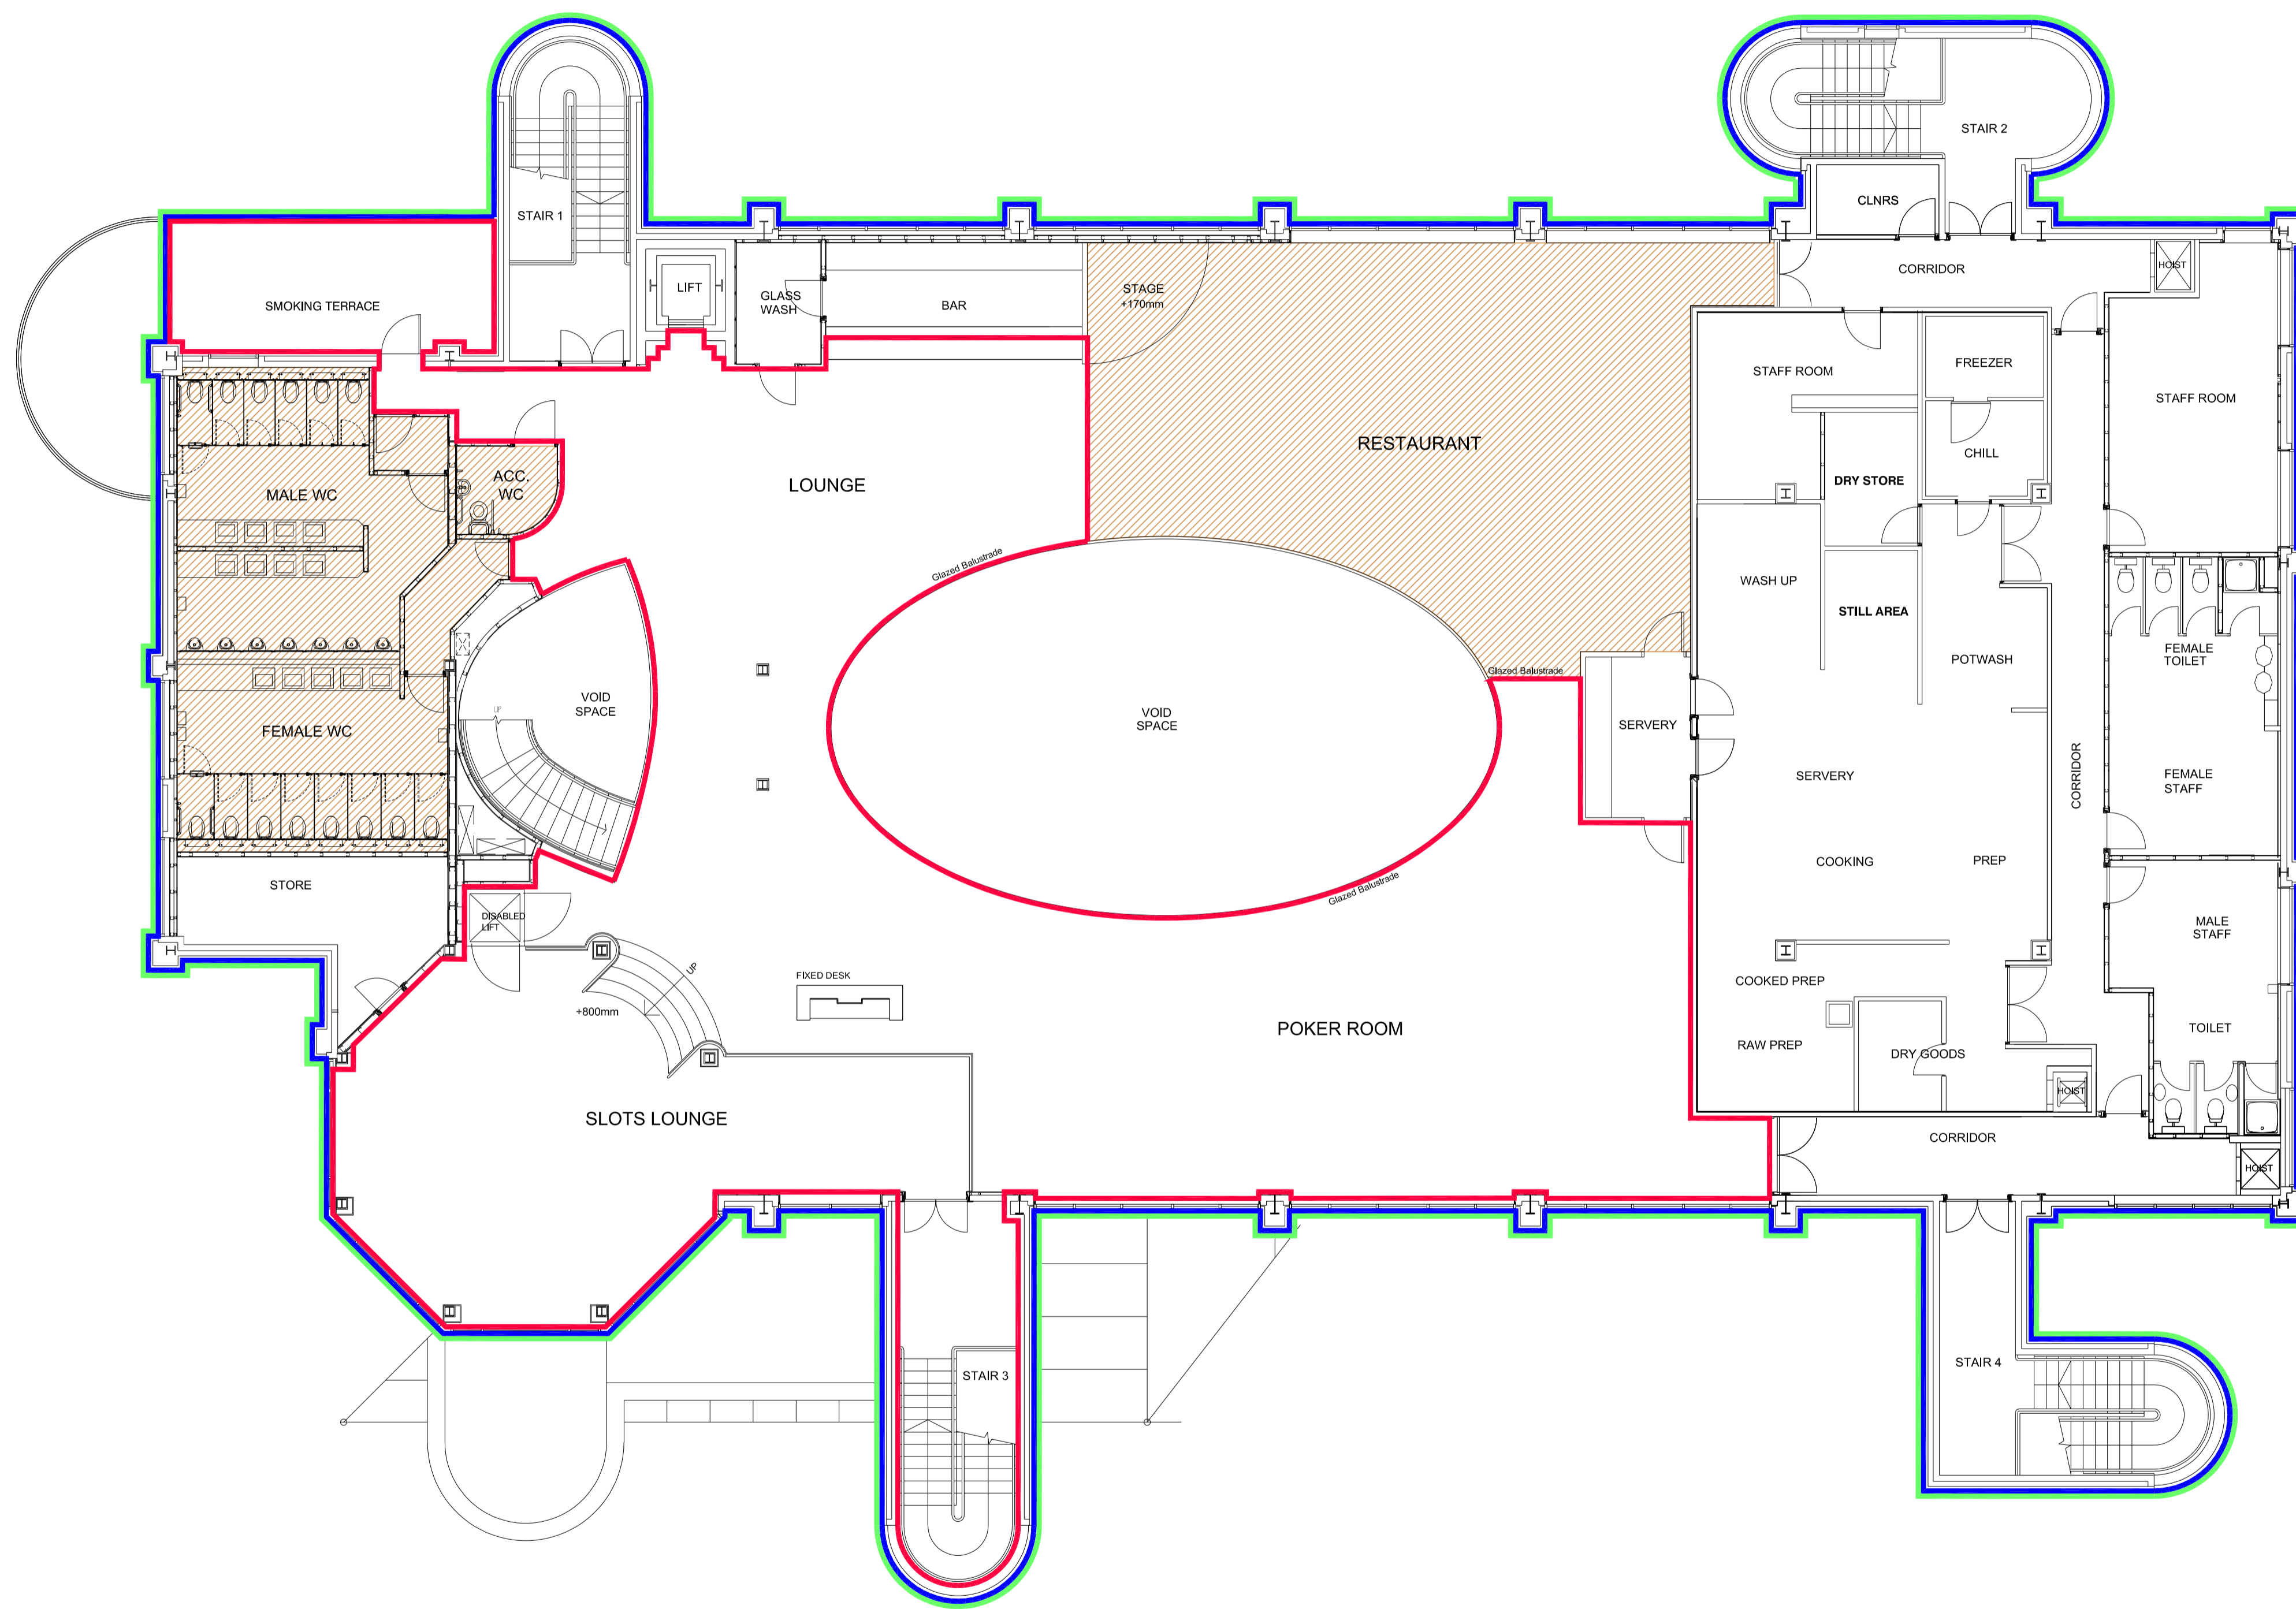 STAIR 2
CLNRS
STAIR 1
CORRIDOR
HOIST
LIFT
GLASS
WASH
BAR
STAGE
+170mm
SMOKING TERRACE
STAFF ROOM
FREEZER
STAFF ROOM
RESTAURANT
CHILL
DRY STORE
ACC.
WC
LOUNGE
MALE WC
Glazed Balustrade
WASH UP
STILL AREA
FEMALE
TOILET
POTWASH
Glazed Balustrade
VOID
SPACE
UP
VOID
SPACE
SERVERY
FEMALE WC
CORRIDOR
SERVERY
FEMALE
STAFF
COOKING
PREP
STORE
Glazed Balustrade
DISABLED
LIFT
MALE
STAFF
UP
FIXED DESK
COOKED PREP
+800mm
POKER ROOM
TOILET
RAW PREP
DRY GOODS
HOIST
SLOTS LOUNGE
CORRIDOR
HOIST
STAIR 3
STAIR 4